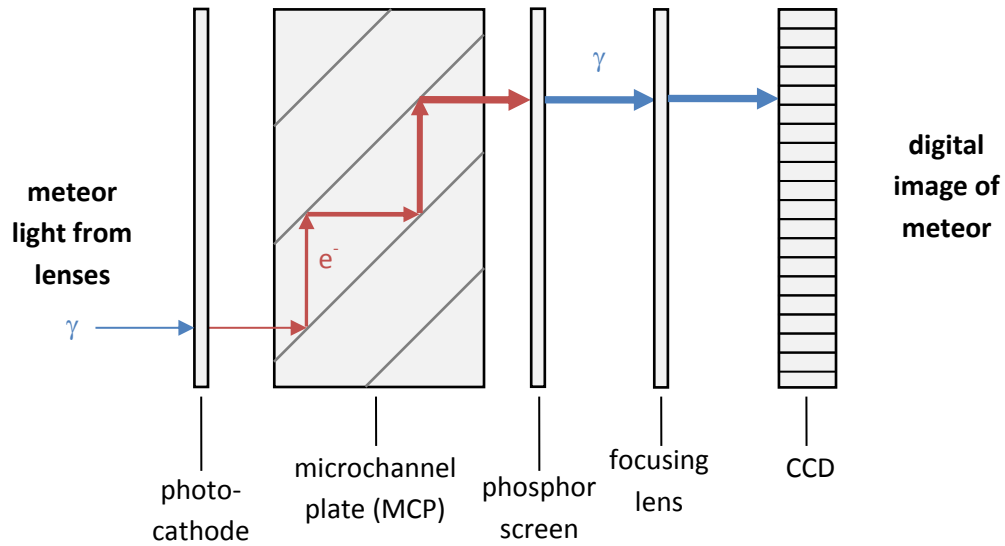 meteor
light from
lenses
γ
e⁻
γ
digital
image of
meteor
photo-
cathode
microchannel
plate (MCP)
phosphor
screen
focusing
lens
CCD